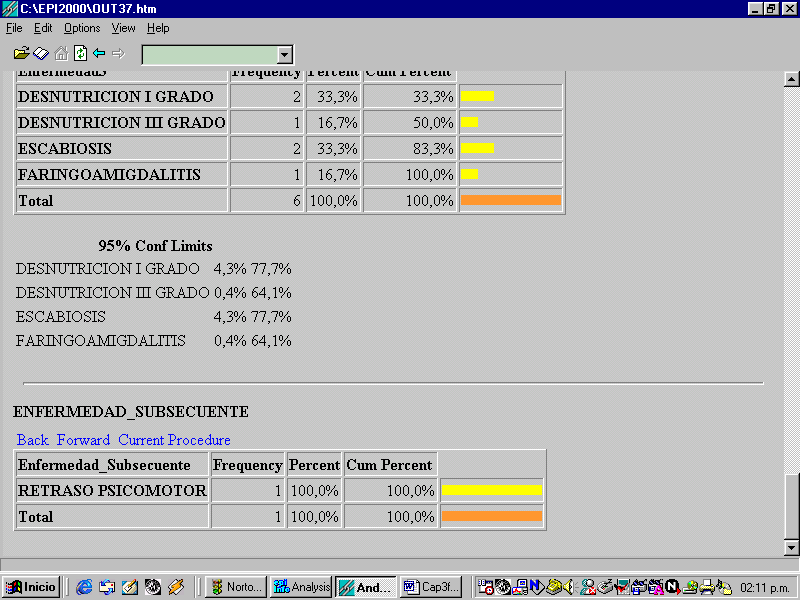 C:\EPI2000\OUT37.htm
File Edit Options View Help
Enfermedad3 Frequency Percent Cum Percent
DESNUTRICION I GRADO 2 33,3% 33,3%
DESNUTRICION III GRADO 1 16,7% 50,0%
ESCABIOSIS 2 33,3% 83,3%
FARINGOAMIGDALITIS 1 16,7% 100,0%
Total 6 100,0% 100,0%
95% Conf Limits
DESNUTRICION I GRADO 4,3% 77,7%
DESNUTRICION III GRADO 0,4% 64,1%
ESCABIOSIS 4,3% 77,7%
FARINGOAMIGDALITIS 0,4% 64,1%
ENFERMEDAD_SUBSECUENTE
Back Forward Current Procedure
Enfermedad_Subsecuente Frequency Percent Cum Percent
RETRASO PSICOMOTOR 1 100,0% 100,0%
Total 1 100,0% 100,0%
Inicio Norto... Analysis And... Cap3f... 02:11 p.m.